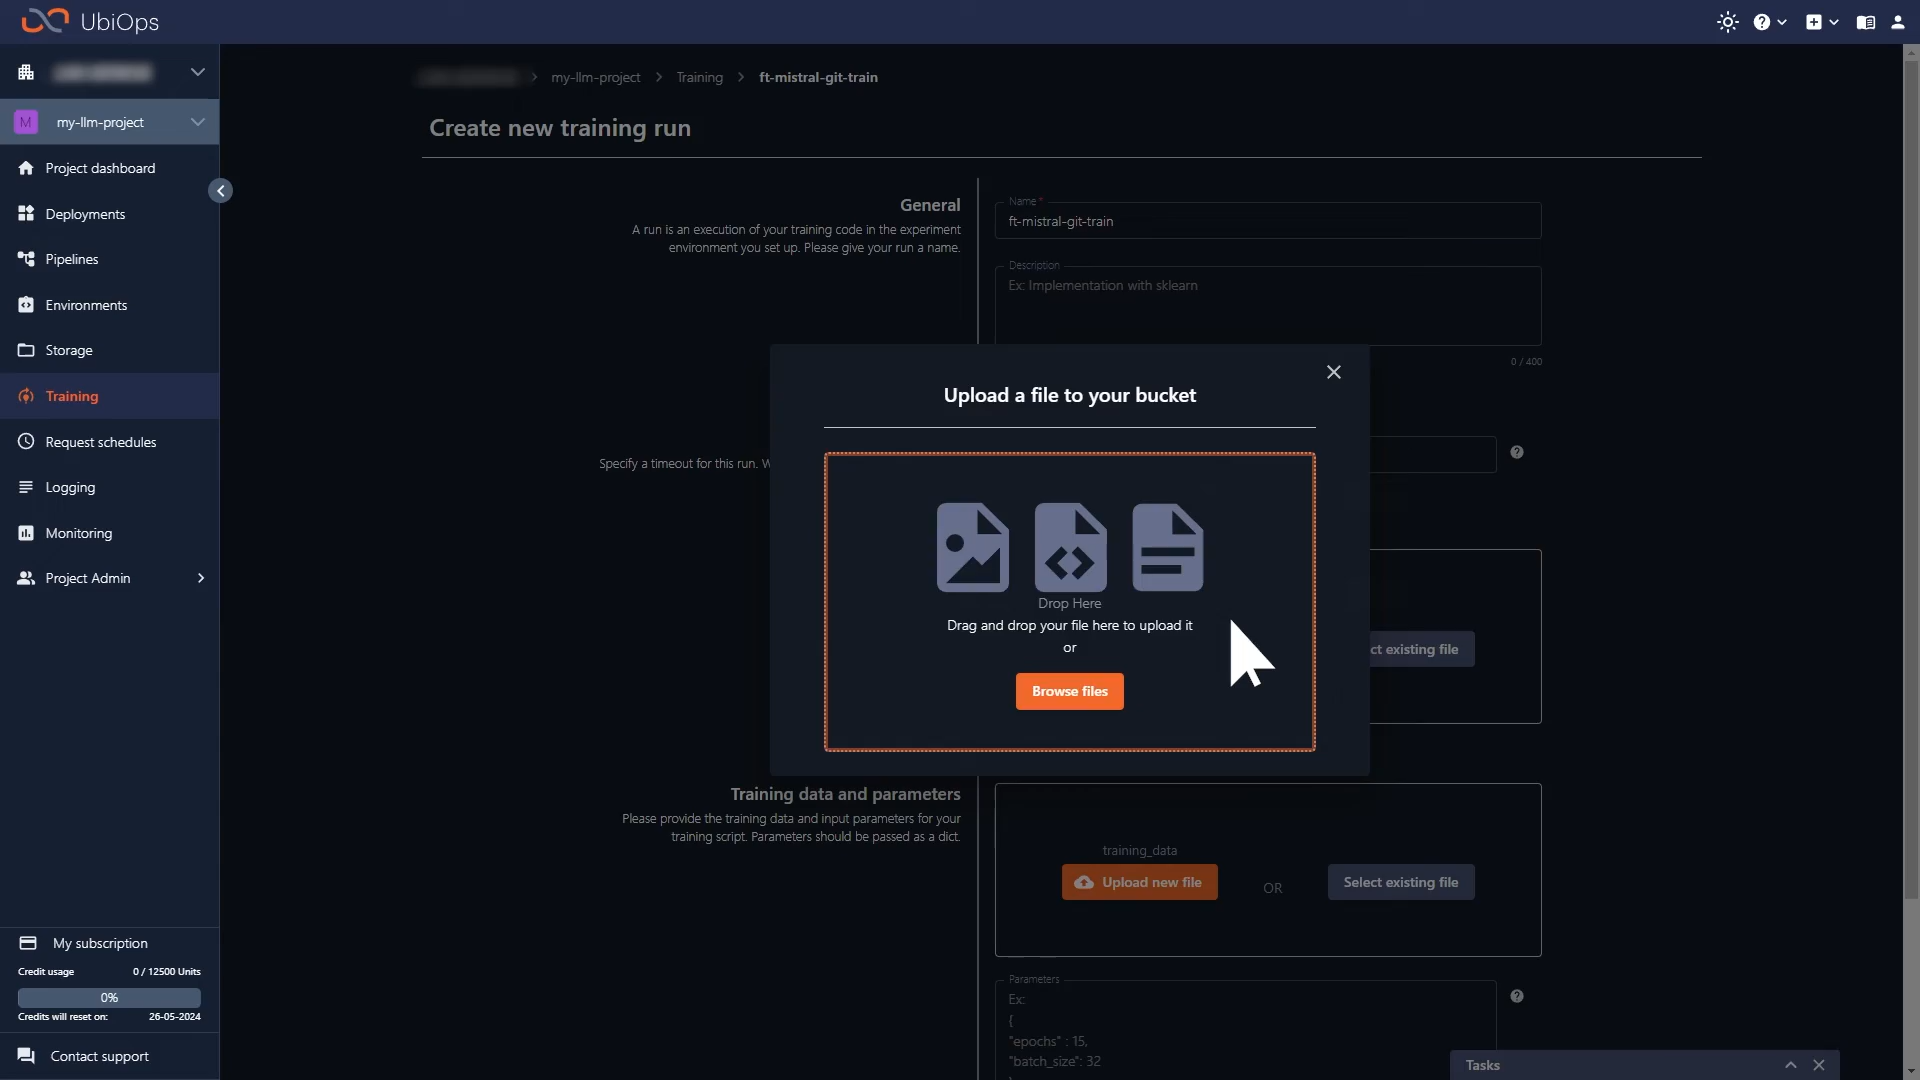 UbiOps
my-llm-project > Training > ft-mistral-git-train
M my-llm-project
Create new training run
Project dashboard
Deployments
Pipelines
Environments
Storage
Training
Request schedules
Logging
Monitoring
Project Admin
My subscription
Credit usage 0 / 12500 Units
0%
Credits will reset on: 26-05-2024
Contact support
General
A run is an execution of your training code in the experiment
environment you set up. Please give your run a name.
Name *
ft-mistral-git-train
Description
Ex: Implementation with sklearn
0 / 400
Specify a timeout for this run. W
Upload a file to your bucket
Drop Here
Drag and drop your file here to upload it
or
Browse files
ct existing file
Training data and parameters
Please provide the training data and input parameters for your
training script. Parameters should be passed as a dict.
training_data
Upload new file OR Select existing file
Parameters
Ex:
{
"epochs" : 15,
"batch_size": 32
Tasks